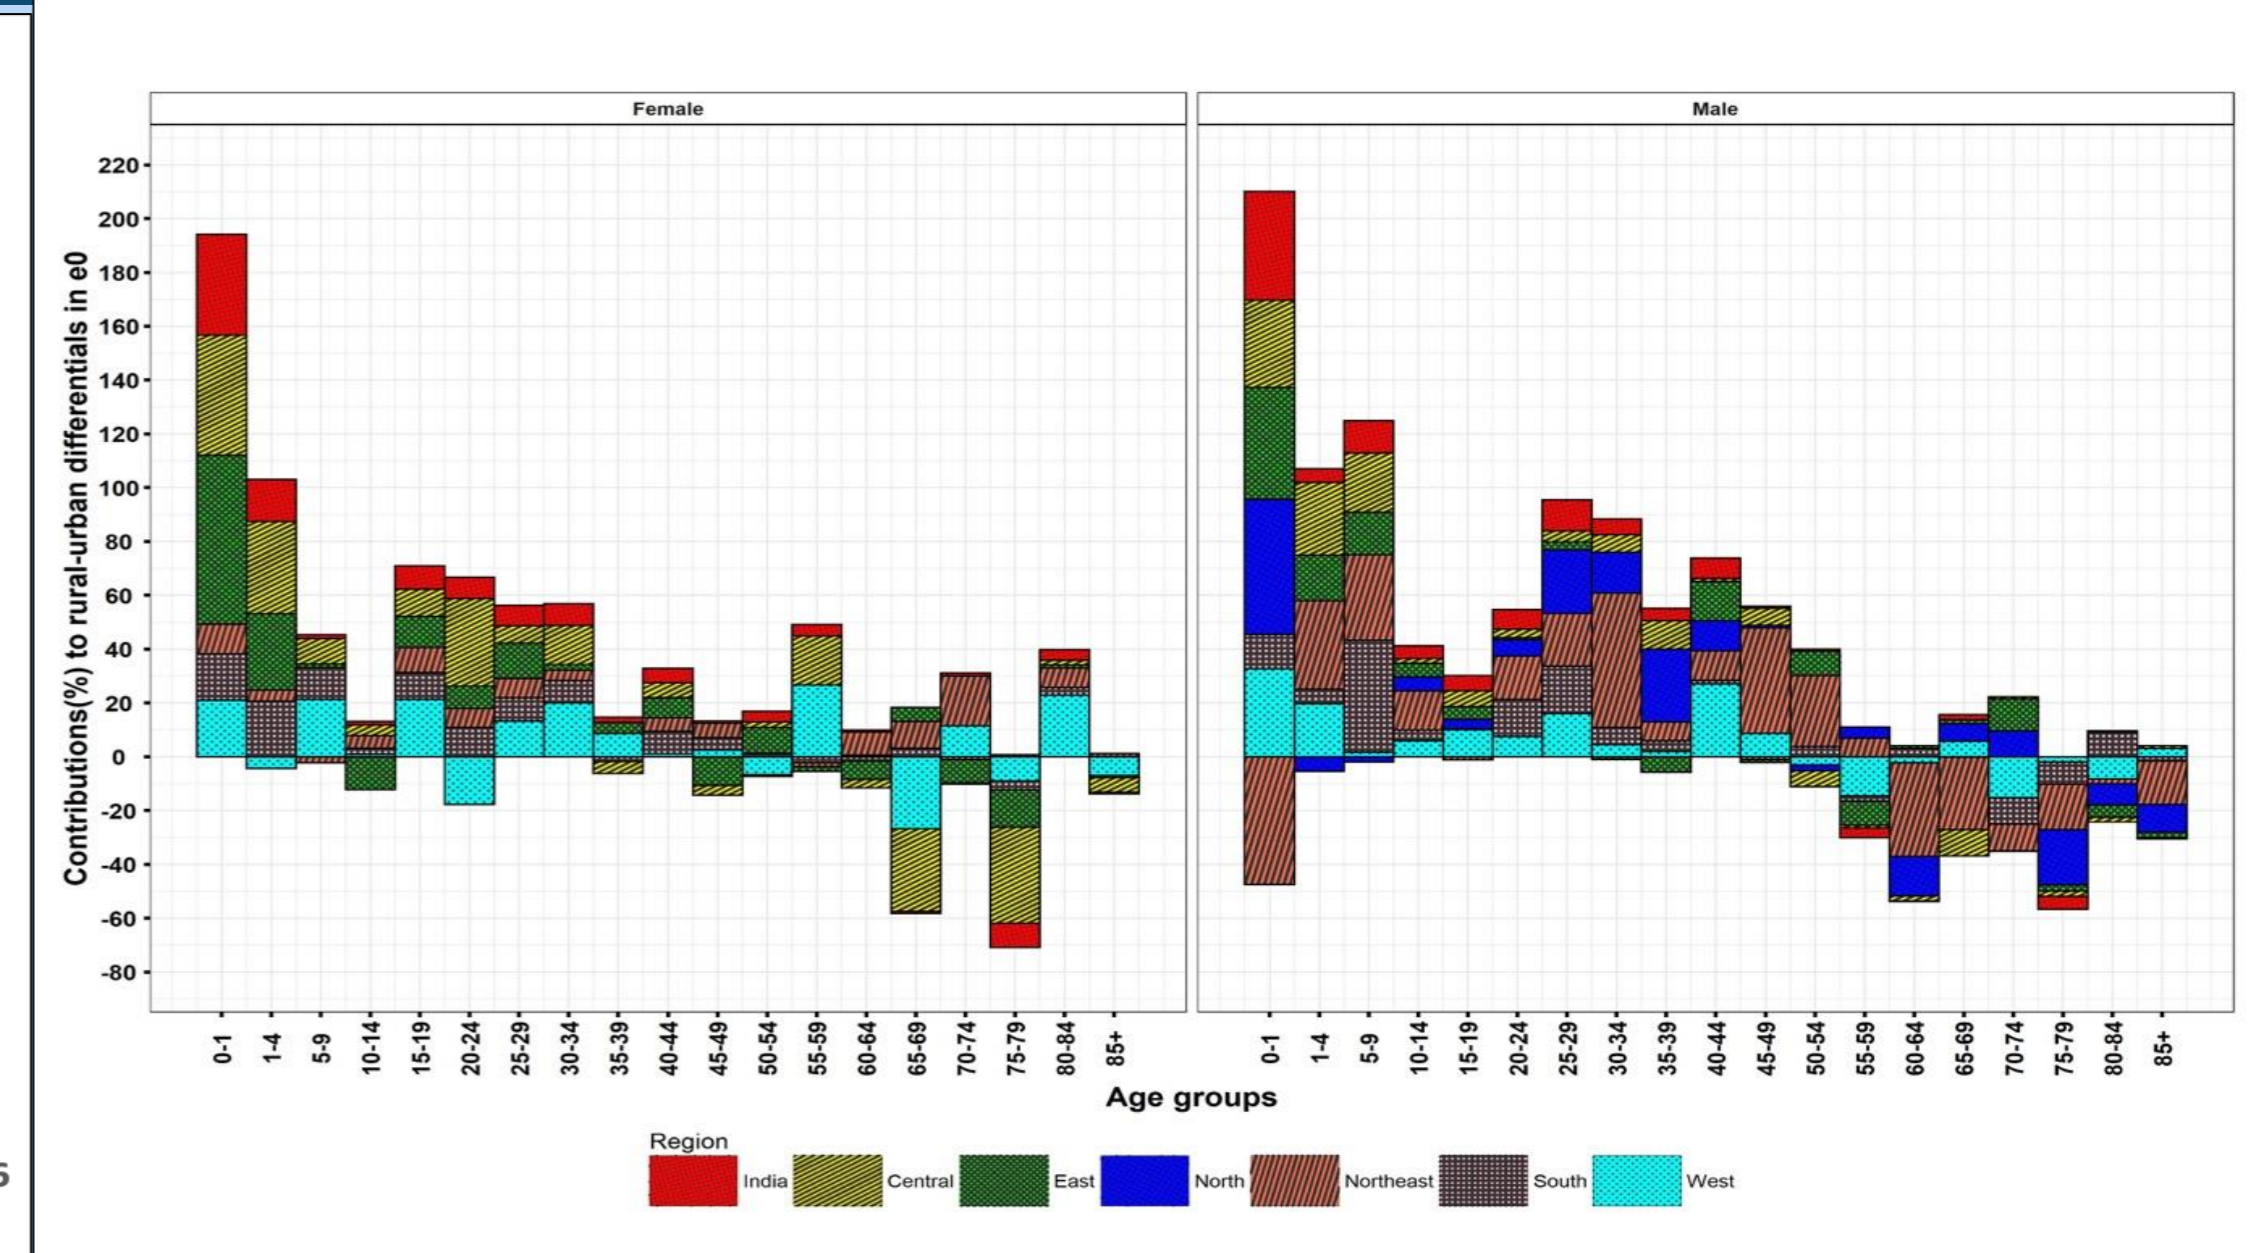 Female
Male
Contributions(%) to rural-urban differentials in e0
220
200
180
160
140
120
100
80
60
40
20
0
-20
-40
-60
-80
0-1 1-4 5-9 10-14 15-19 20-24 25-29 30-34 35-39 40-44 45-49 50-54 55-59 60-64 65-69 70-74 75-79 80-84 85+
0-1 1-4 5-9 10-14 15-19 20-24 25-29 30-34 35-39 40-44 45-49 50-54 55-59 60-64 65-69 70-74 75-79 80-84 85+
Age groups
Region
India Central East North Northeast South West